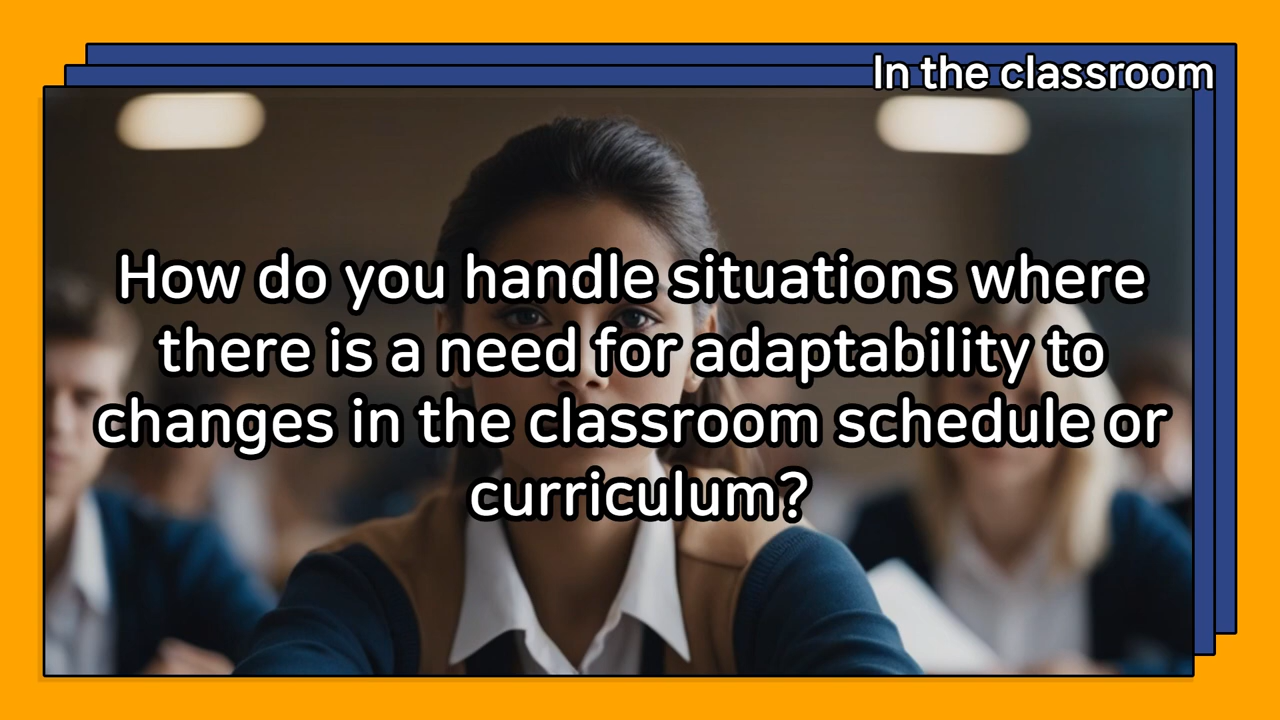 In the classroom
How do you handle situations where
there is a need for adaptability to
changes in the classroom schedule or
curriculum?